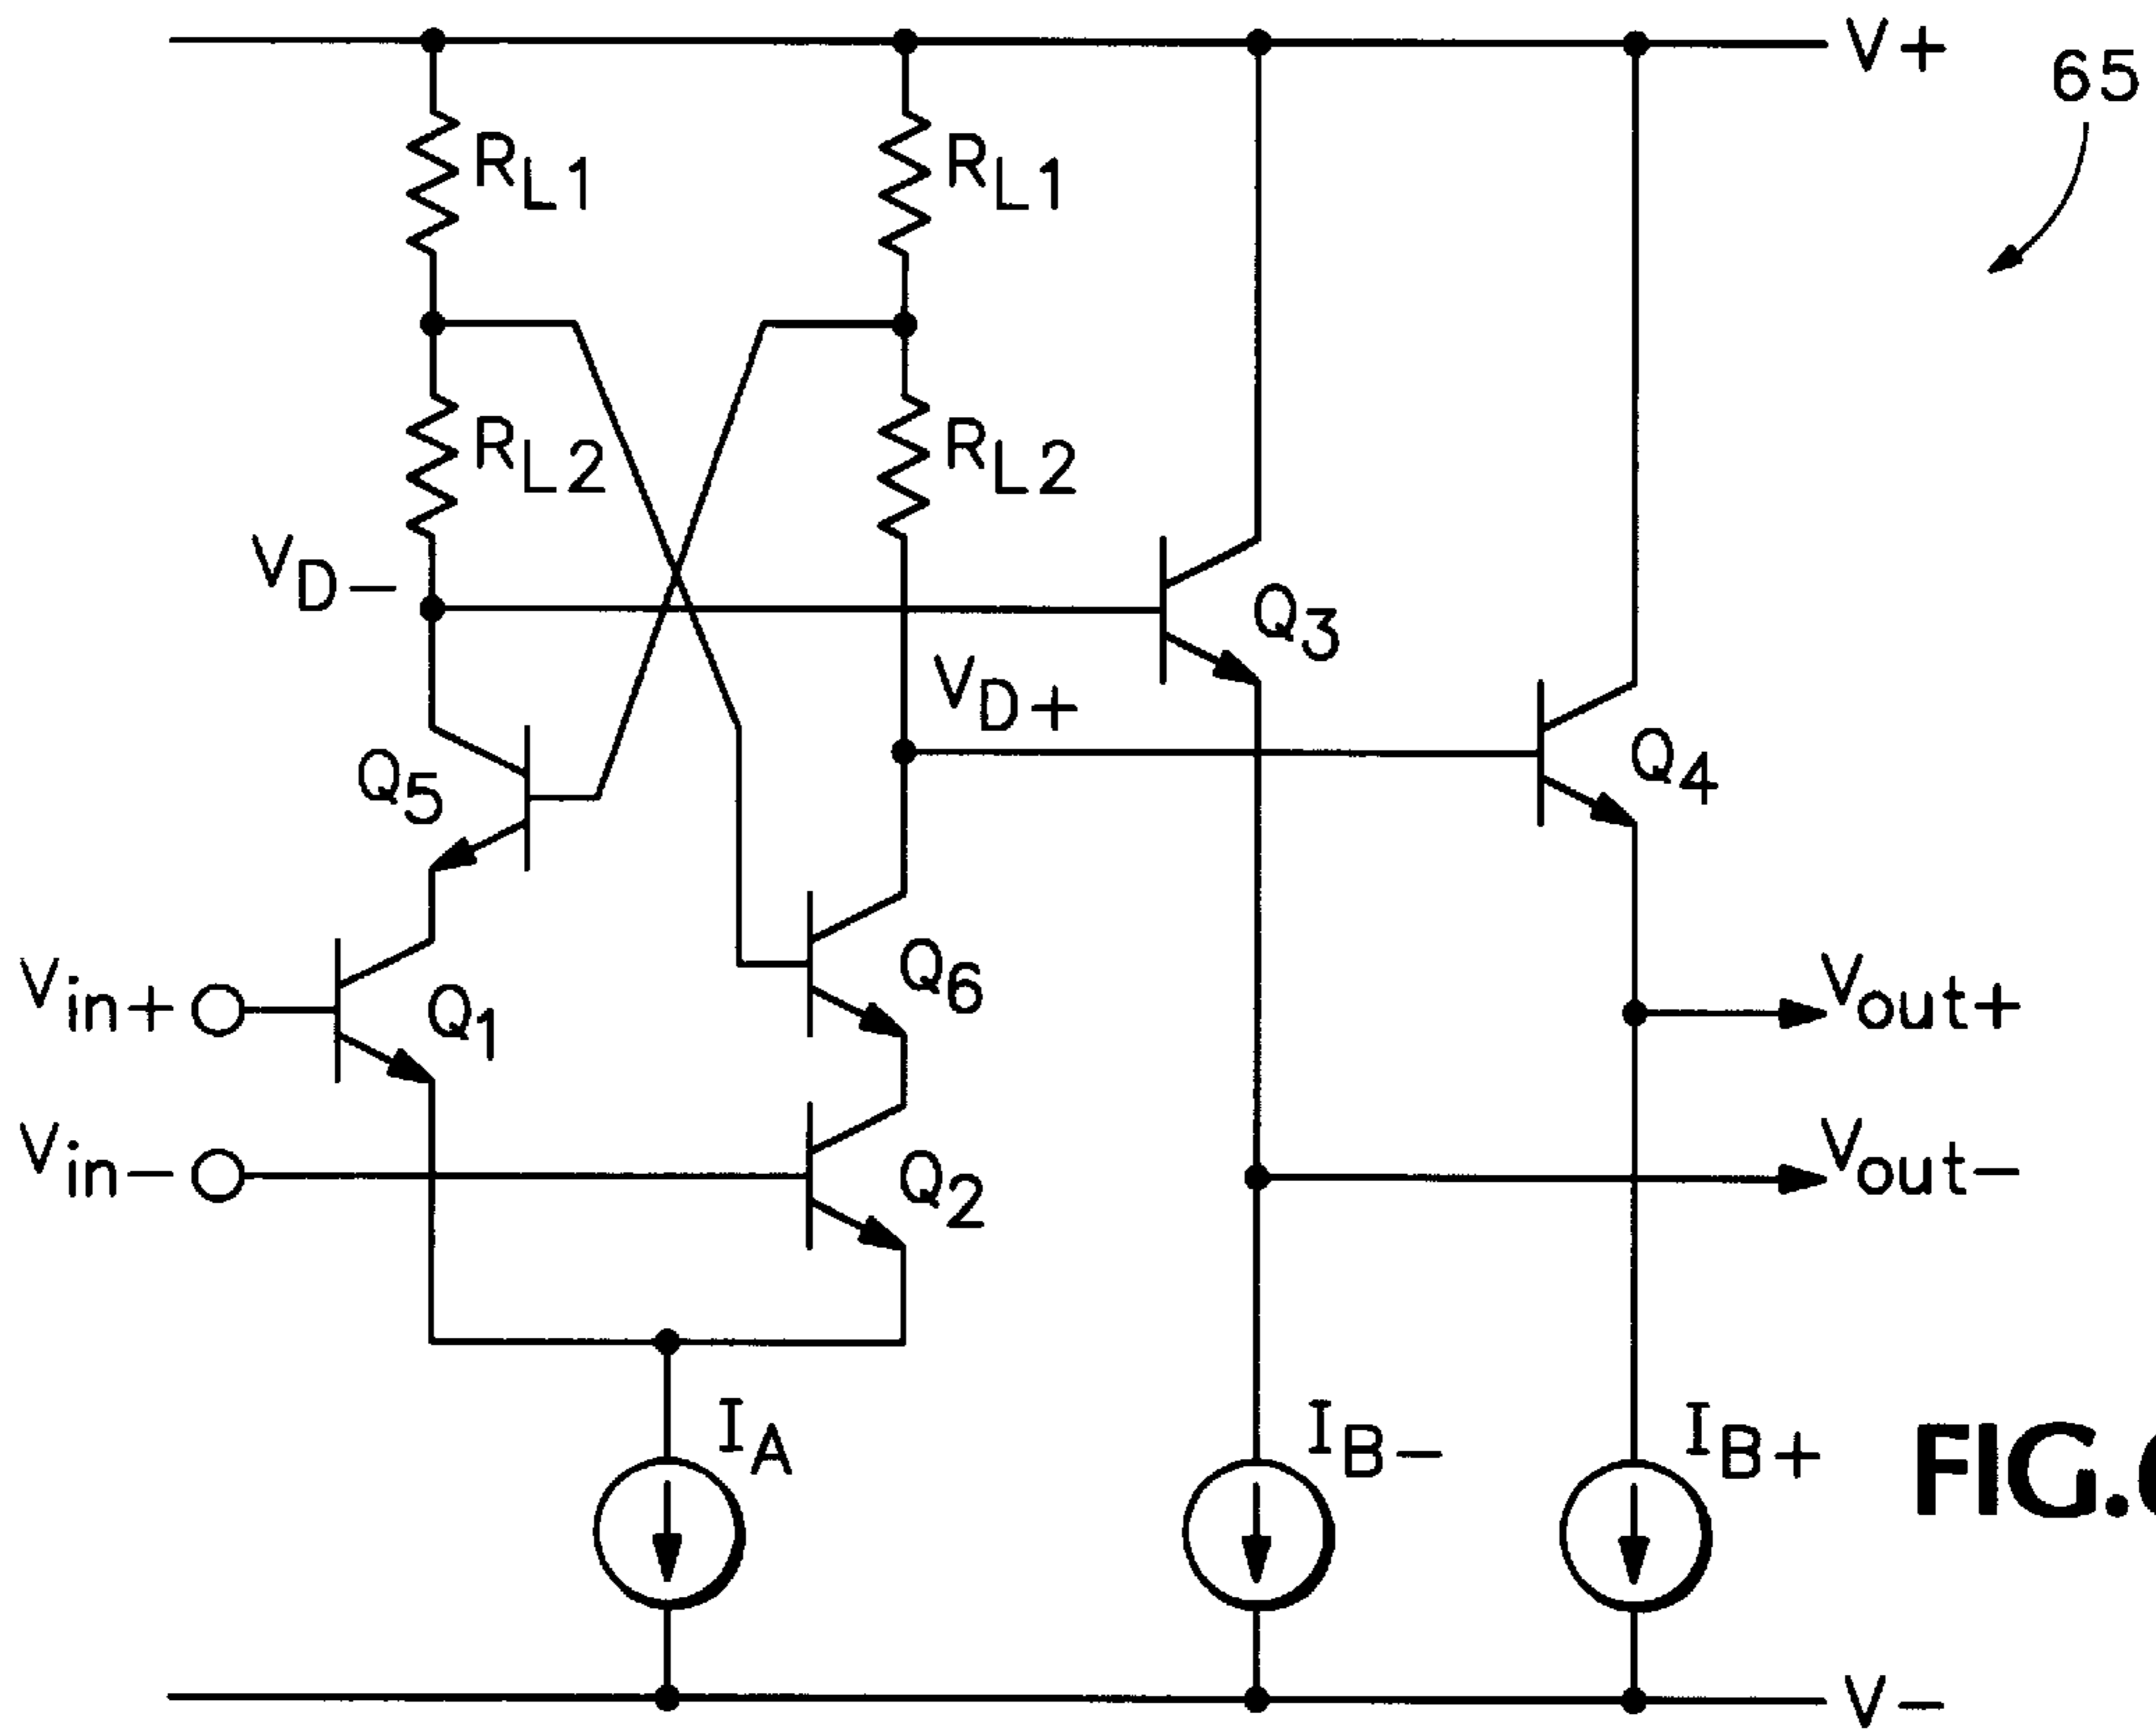 V+
65
RL1
RL1
RL2
RL2
VD-
Q3
VD+
Q5
Q4
Vin+
Q1
Q6
Vout+
Vin-
Q2
Vout-
IA
IB-
IB+
FIG.
V-